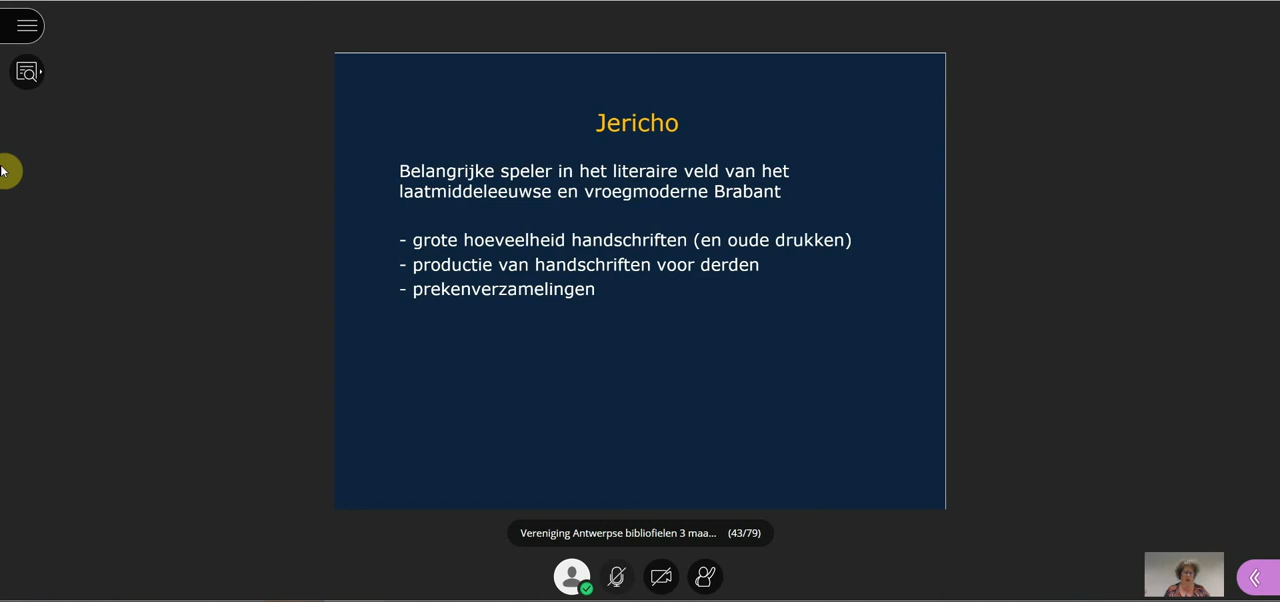 Jericho
Belangrijke speler in het literaire veld van het
laatmiddeleeuwse en vroegmoderne Brabant
- grote hoeveelheid handschriften (en oude drukken)
- productie van handschriften voor derden
- prekenverzamelingen
Vereniging Antwerpse bibliofielen 3 maa... (43/79)